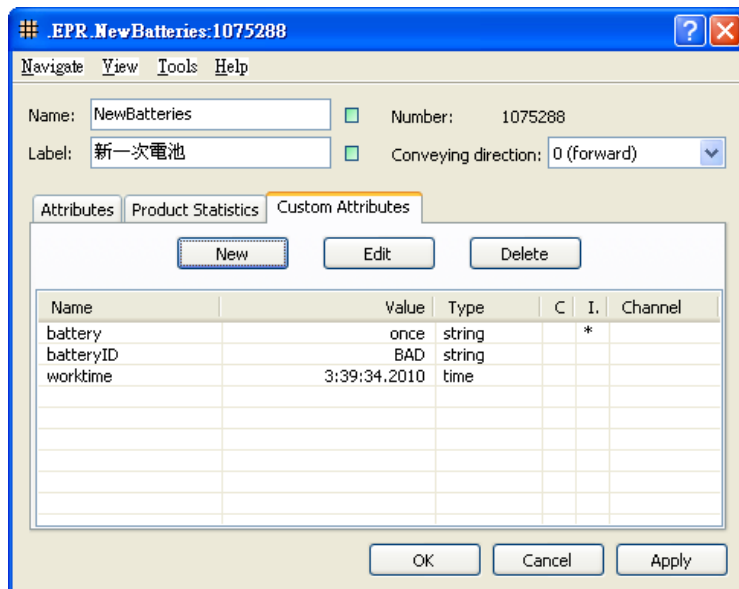 .EPR.NewBatteries:1075288
Navigate View Tools Help
Name: NewBatteries Number: 1075288
Label: 新一次電池 Conveying direction: 0 (forward)
Attributes Product Statistics Custom Attributes
New Edit Delete
Name Value Type C I. Channel
battery once string *
batteryID BAD string
worktime 3:39:34.2010 time
OK Cancel Apply